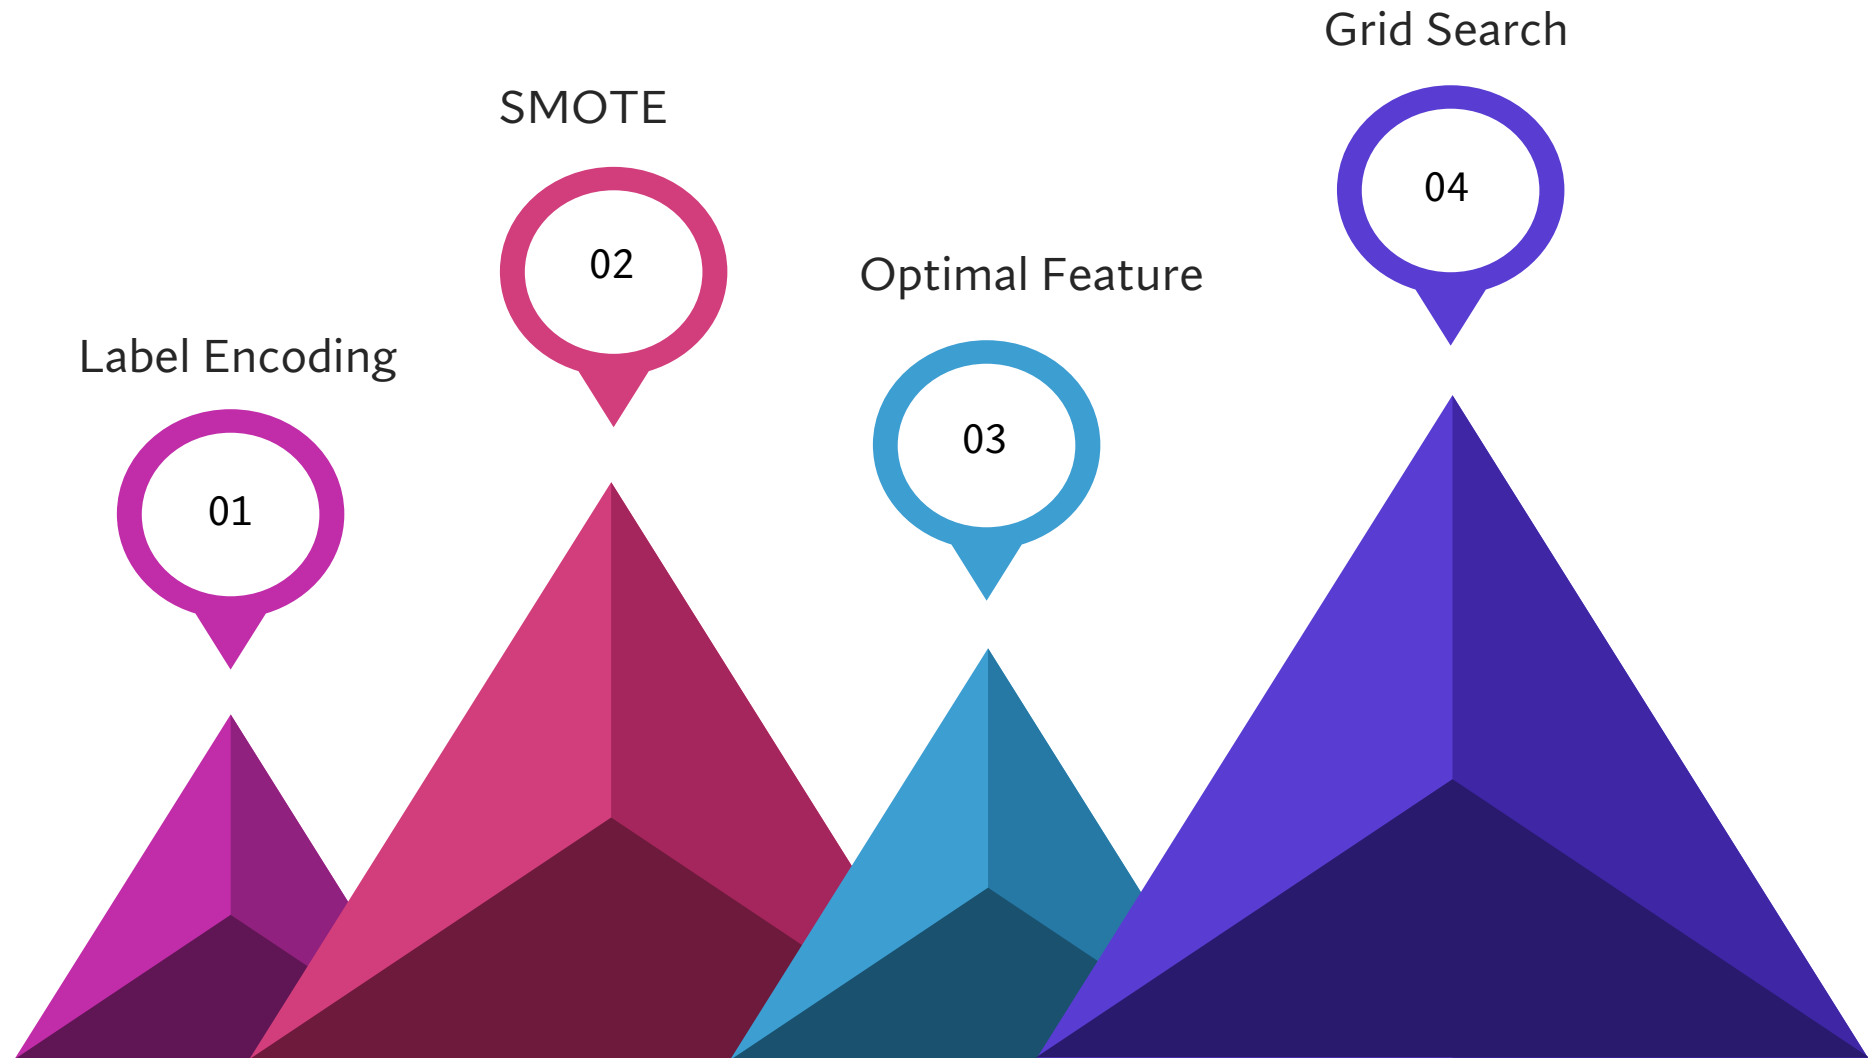 Label Encoding
01
SMOTE
02
Optimal Feature
03
Grid Search
04